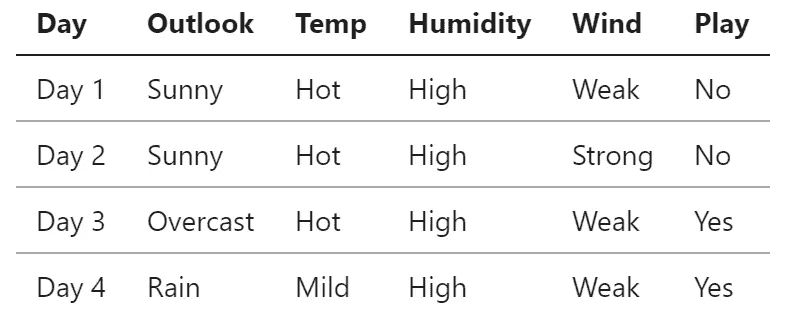 Day Outlook Temp Humidity Wind Play
Day 1 Sunny Hot High Weak No
Day 2 Sunny Hot High Strong No
Day 3 Overcast Hot High Weak Yes
Day 4 Rain Mild High Weak Yes